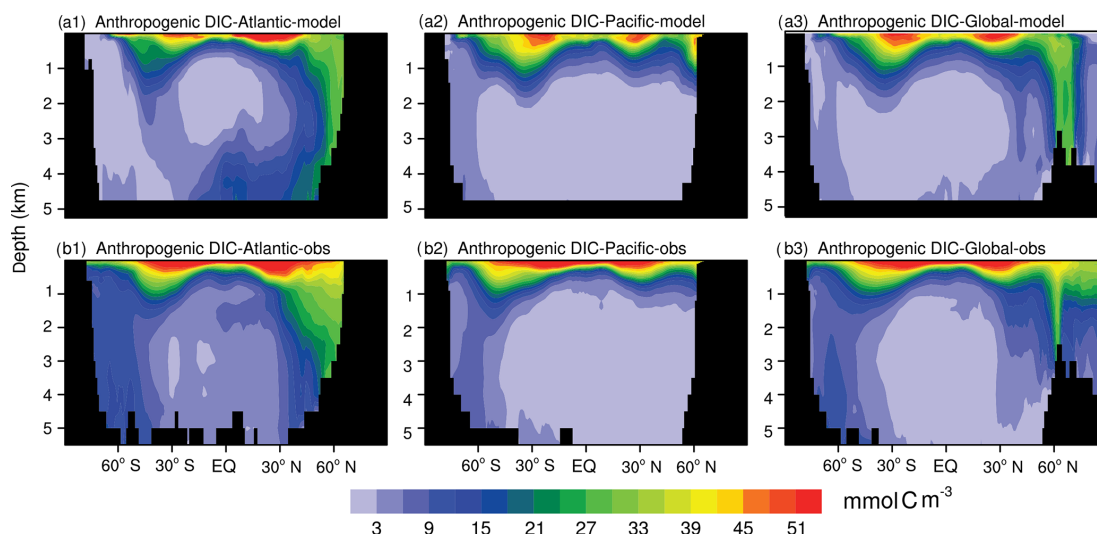 (a1) Anthropogenic DIC-Atlantic-model
(a2) Anthropogenic DIC-Pacific-model
(a3) Anthropogenic DIC-Global-model
1
2
3
4
5
1
2
3
4
5
1
2
3
4
5
Depth (km)
(b1) Anthropogenic DIC-Atlantic-obs
(b2) Anthropogenic DIC-Pacific-obs
(b3) Anthropogenic DIC-Global-obs
1
2
3
4
5
1
2
3
4
5
1
2
3
4
5
60° S 30° S EQ 30° N 60° N
60° S 30° S EQ 30° N 60° N
60° S 30° S EQ 30° N 60° N
3 9 15 21 27 33 39 45 51
mmol C m⁻³